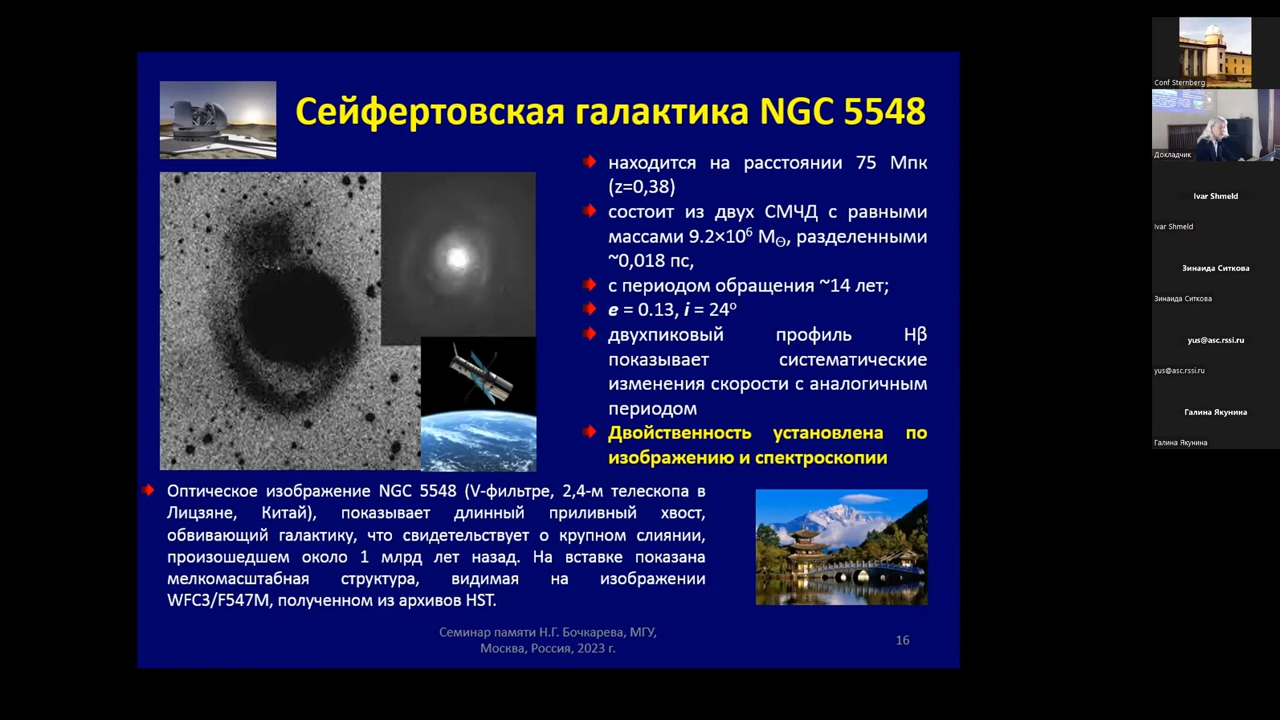 Сейфертовская галактика NGC 5548
находится на расстоянии 75 Мпк
(z=0,38)
состоит из двух СМЧД с равными
массами 9.2×10⁶ M☉, разделенными
~0,018 пс,
с периодом обращения ~14 лет;
e = 0.13, i = 24º
двухпиковый профиль Нβ
показывает систематические
изменения скорости с аналогичным
периодом
Двойственность установлена по
изображению и спектроскопии
Оптическое изображение NGC 5548 (V-фильтре, 2,4-м телескопа в
Лицзяне, Китай), показывает длинный приливный хвост,
обвивающий галактику, что свидетельствует о крупном слиянии,
произошедшем около 1 млрд лет назад. На вставке показана
мелкомасштабная структура, видимая на изображении
WFC3/F547M, полученном из архивов HST.
Семинар памяти Н.Г. Бочкарева, МГУ,
Москва, Россия, 2023 г.
16
Conf Sternberg
Докладчик
Ivar Shmeld
Ivar Shmeld
Зинаида Ситкова
Зинаида Ситкова
yus@asc.rssi.ru
yus@asc.rssi.ru
Галина Якунина
Галина Якунина